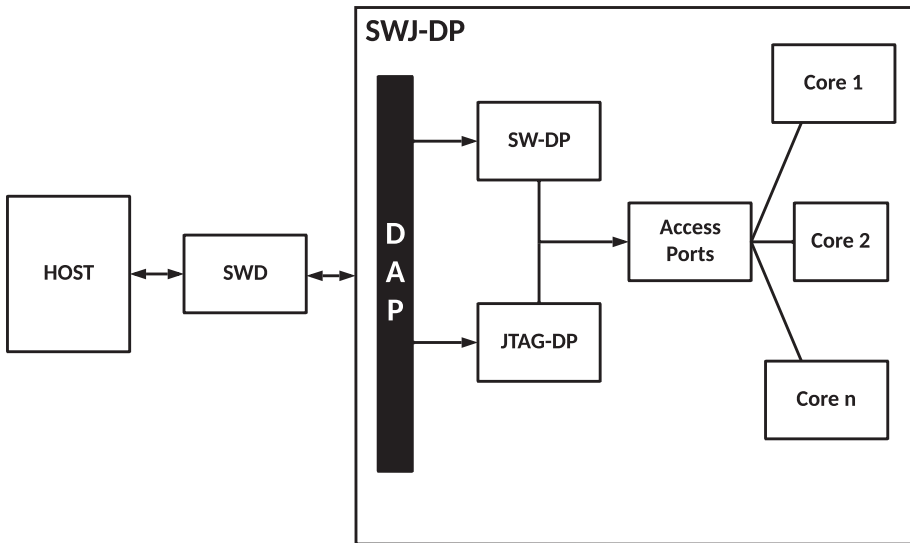 SWJ-DP
HOST
SWD
D
A
P
SW-DP
JTAG-DP
Access
Ports
Core 1
Core 2
Core n